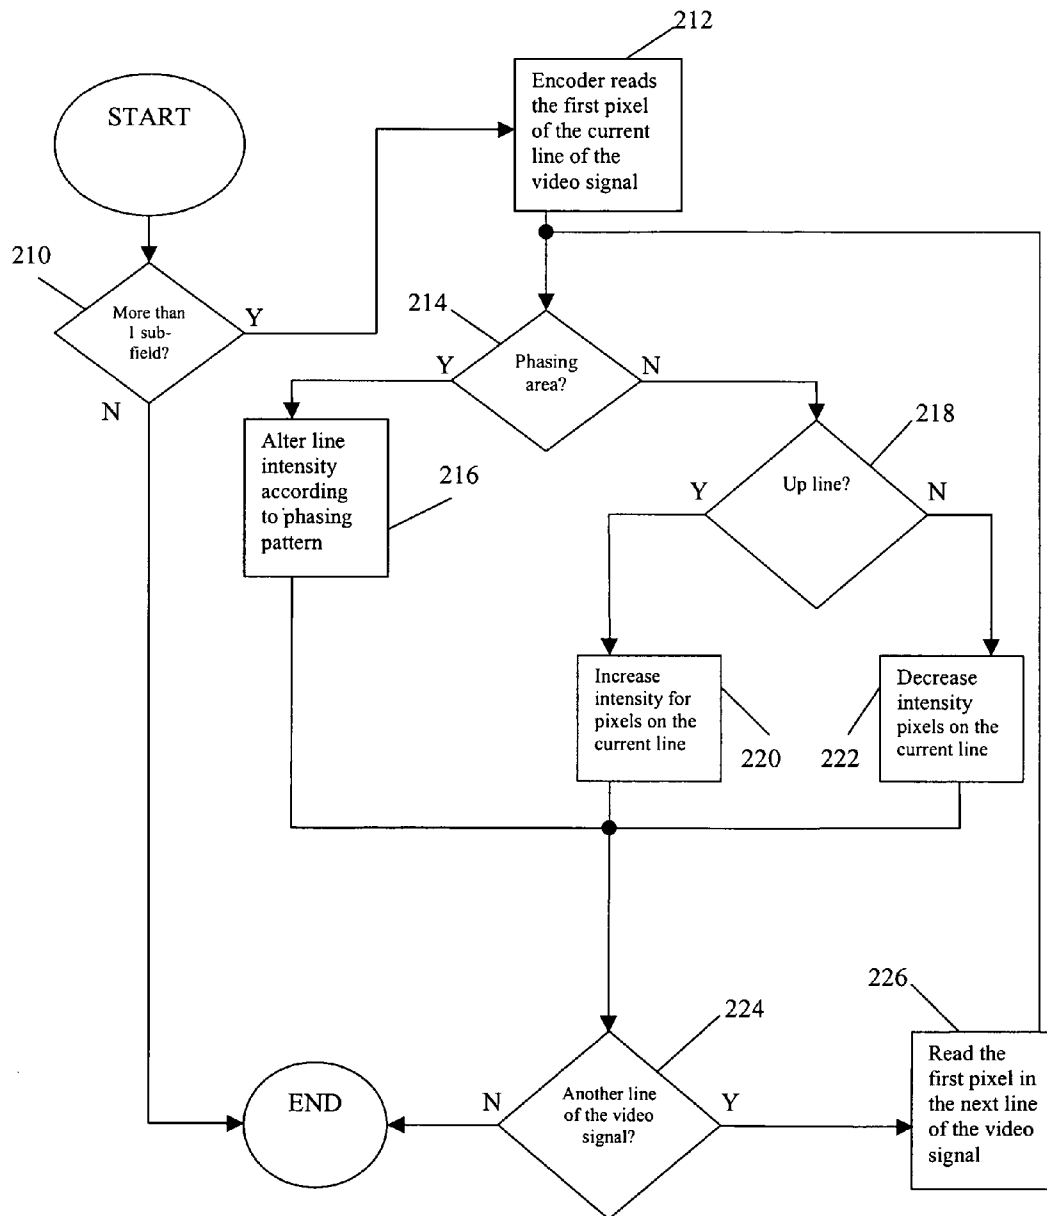 212
START
Encoder reads
the first pixel
of the current
line of the
video signal
210
More than
1 sub-
field?
Y
N
214
Phasing
area?
Y
N
218
Up line?
Y
N
Alter line
intensity
according
to phasing
pattern
216
Increase
intensity for
pixels on the
current line
220
Decrease
intensity
pixels on the
current line
222
224
Another line
of the video
signal?
N
Y
226
Read the
first pixel in
the next line
of the video
signal
END